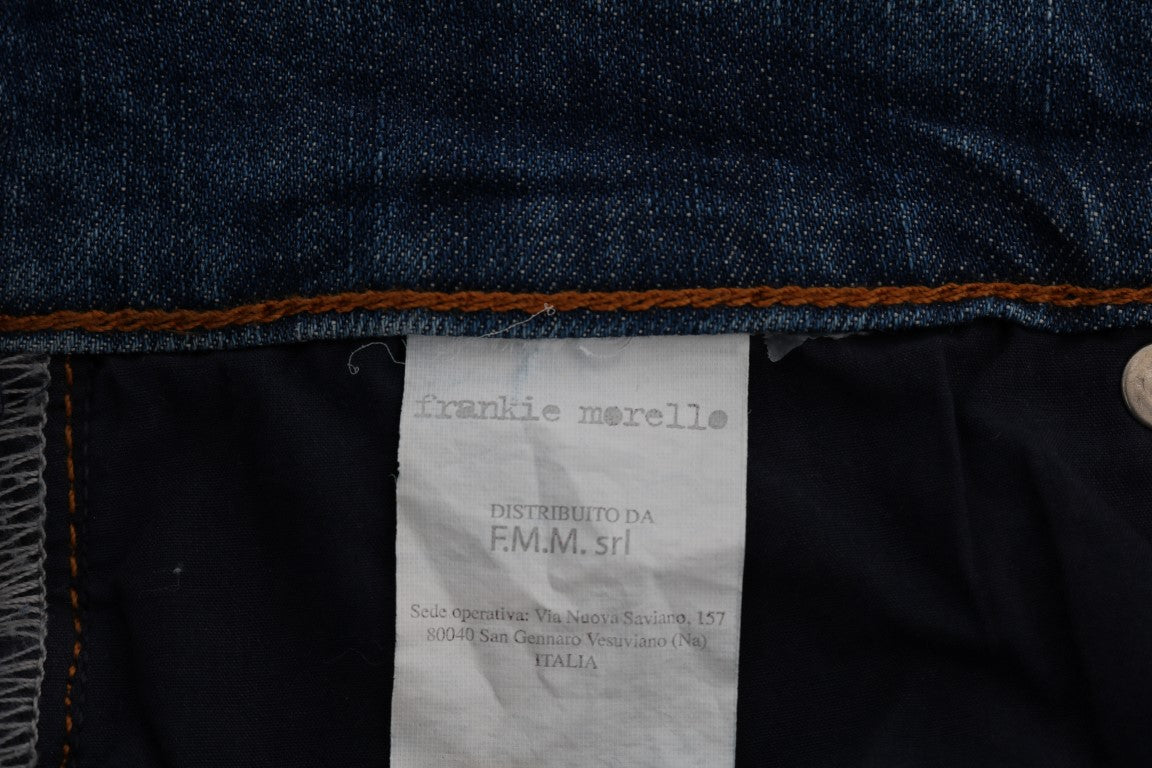 frankie morello
DISTRIBUITO DA
F.M.M. srl
Sede operativa: Via Nuova Saviano, 157
80040 San Gennaro Vesuviano (Na)
ITALIA